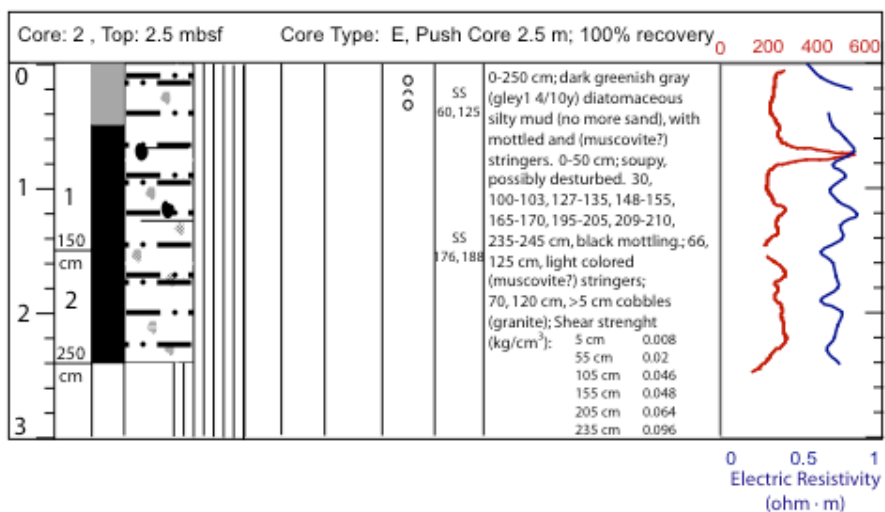 Core: 2 , Top: 2.5 mbsf Core Type: E, Push Core 2.5 m; 100% recovery
0 200 400 600
0
1
2
3
1
150
cm
2
250
cm
SS
60, 125
SS
176, 188
0-250 cm; dark greenish gray
(gley1 4/10y) diatomaceous
silty mud (no more sand), with
mottled and (muscovite?)
stringers. 0-50 cm; soupy,
possibly desturbed. 30,
100-103, 127-135, 148-155,
165-170, 195-205, 209-210,
235-245 cm, black mottling.; 66,
125 cm, light colored
(muscovite?) stringers;
70, 120 cm, >5 cm cobbles
(granite); Shear strenght
(kg/cm³): 5 cm 0.008
55 cm 0.02
105 cm 0.046
155 cm 0.048
205 cm 0.064
235 cm 0.096
0 0.5 1
Electric Resistivity
(ohm · m)